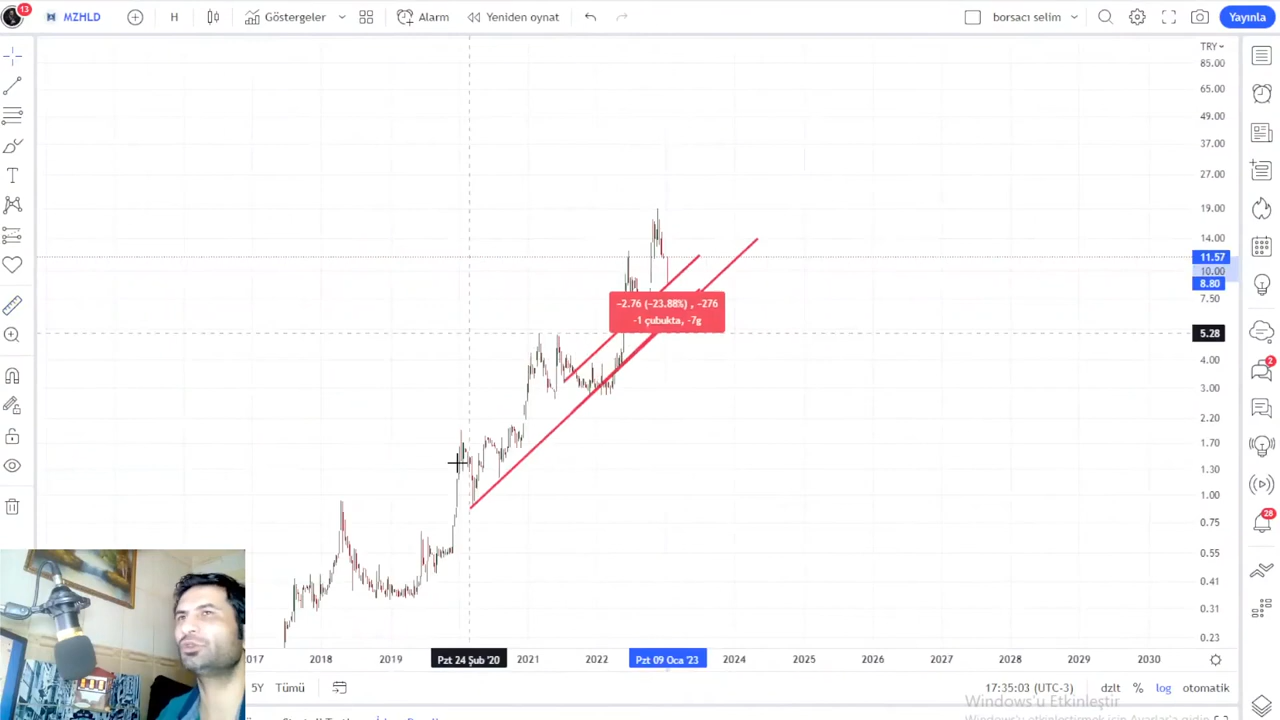 13
MZHLD
H
Göstergeler
Alarm
Yeniden oynat
borsacı selim
Yayınla
TRY
85.00
65.00
49.00
37.00
27.00
19.00
14.00
11.57
10.00
8.80
7.50
5.28
4.00
3.00
2.20
1.70
1.30
1.00
0.75
0.55
0.41
0.31
0.23
−2.76 (−23.88%) , −276
-1 çubukta, -7g
2
28
017
2018
2019
Pzt 24 Şub '20
2021
2022
Pzt 09 Oca '23
2024
2025
2026
2027
2028
2029
2030
5Y
Tümü
17:35:03 (UTC-3)
dzlt
%
log
otomatik
Windows'u Etkinleştir